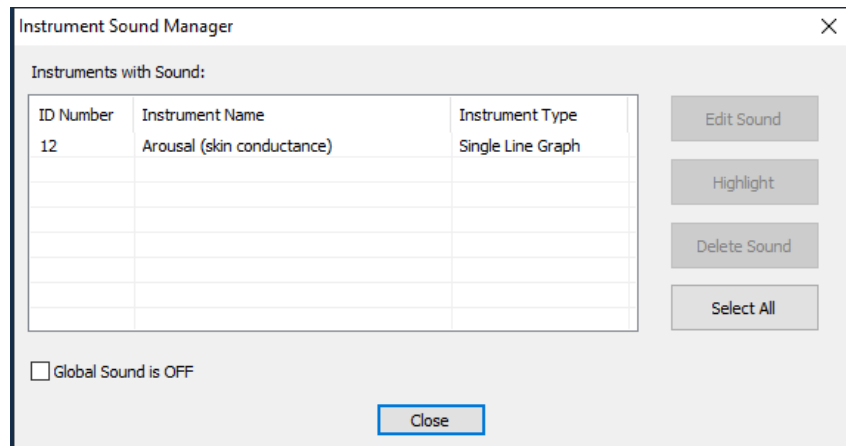 Instrument Sound Manager
Instruments with Sound:
ID Number Instrument Name Instrument Type
12 Arousal (skin conductance) Single Line Graph
Edit Sound
Highlight
Delete Sound
Select All
Global Sound is OFF
Close